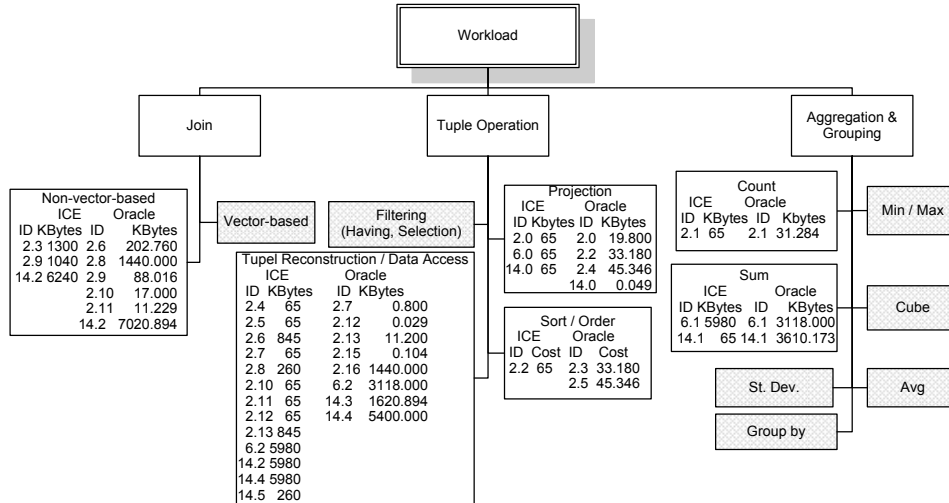 Workload
Join
Tuple Operation
Aggregation &
Grouping
Non-vector-based
ICE Oracle
ID KBytes ID KBytes
2.3 1300 2.6 202.760
2.9 1040 2.8 1440.000
14.2 6240 2.9 88.016
2.10 17.000
2.11 11.229
14.2 7020.894
Vector-based
Filtering
(Having, Selection)
Projection
ICE Oracle
ID Kbytes ID KBytes
2.0 65 2.0 19.800
6.0 65 2.2 33.180
14.0 65 2.4 45.346
14.0 0.049
Count
ICE Oracle
ID KBytes ID Kbytes
2.1 65 2.1 31.284
Min / Max
Tupel Reconstruction / Data Access
ICE Oracle
ID KBytes ID KBytes
2.4 65 2.7 0.800
2.5 65 2.12 0.029
2.6 845 2.13 11.200
2.7 65 2.15 0.104
2.8 260 2.16 1440.000
2.10 65 6.2 3118.000
2.11 65 14.3 1620.894
2.12 65 14.4 5400.000
2.13 845
6.2 5980
14.2 5980
14.4 5980
14.5 260
Sort / Order
ICE Oracle
ID Cost ID Cost
2.2 65 2.3 33.180
2.5 45.346
Sum
ICE Oracle
ID KBytes ID KBytes
6.1 5980 6.1 3118.000
14.1 65 14.1 3610.173
Cube
St. Dev.
Avg
Group by